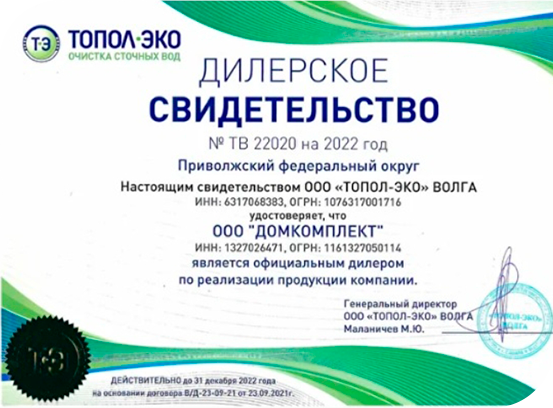 Т·Э
ТОПОЛ·ЭКО
ОЧИСТКА СТОЧНЫХ ВОД
ДИЛЕРСКОЕ
СВИДЕТЕЛЬСТВО
№ ТВ 22020 на 2022 год
Приволжский федеральный округ
Настоящим свидетельством ООО «ТОПОЛ-ЭКО» ВОЛГА
ИНН: 6317068383, ОГРН: 1076317001716
удостоверяет, что
ООО "ДОМКОМПЛЕКТ"
ИНН: 1327026471, ОГРН: 1161327050114
является официальным дилером
по реализации продукции компании.
Генеральный директор
ООО «ТОПОЛ-ЭКО» ВОЛГА
Маланичев М.Ю.
«ТОПОЛ-ЭКО»
ВОЛГА
Т·Э
ДЕЙСТВИТЕЛЬНО до 31 декабря 2022 года
на основании договора В/Д-23-09-21 от 23.09.2021г.